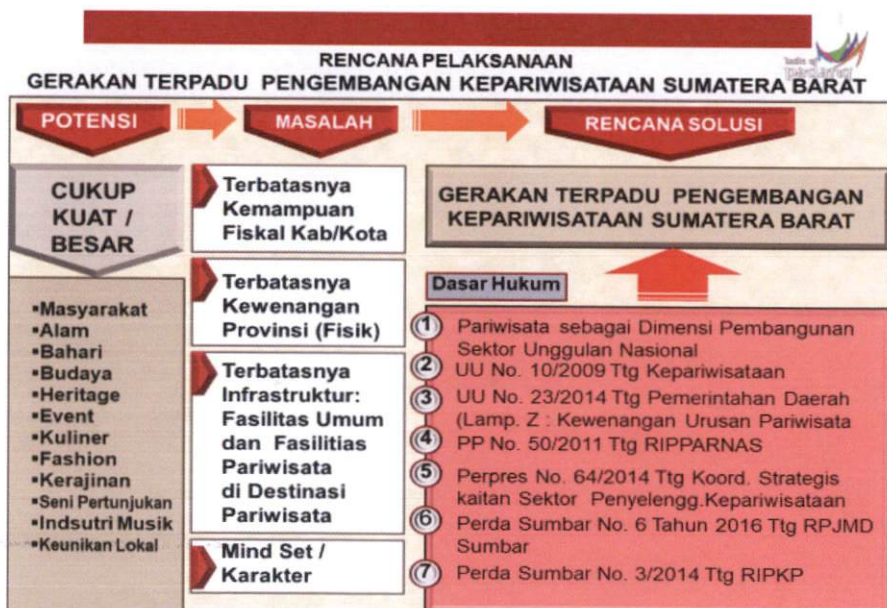 RENCANA PELAKSANAAN
GERAKAN TERPADU PENGEMBANGAN KEPARIWISATAAN SUMATERA BARAT
POTENSI
MASALAH
RENCANA SOLUSI
CUKUP
KUAT /
BESAR
▪Masyarakat
▪Alam
▪Bahari
▪Budaya
▪Heritage
▪Event
▪Kuliner
▪Fashion
▪Kerajinan
▪Seni Pertunjukan
▪Indsutri Musik
▪Keunikan Lokal
Terbatasnya
Kemampuan
Fiskal Kab/Kota
Terbatasnya
Kewenangan
Provinsi (Fisik)
Terbatasnya
Infrastruktur:
Fasilitas Umum
dan Fasilitias
Pariwisata
di Destinasi
Pariwisata
Mind Set /
Karakter
GERAKAN TERPADU PENGEMBANGAN
KEPARIWISATAAN SUMATERA BARAT
Dasar Hukum
1 Pariwisata sebagai Dimensi Pembangunan
Sektor Unggulan Nasional
2 UU No. 10/2009 Ttg Kepariwisataan
3 UU No. 23/2014 Ttg Pemerintahan Daerah
(Lamp. Z : Kewenangan Urusan Pariwisata
4 PP No. 50/2011 Ttg RIPPARNAS
5 Perpres No. 64/2014 Ttg Koord. Strategis
kaitan Sektor Penyelengg.Kepariwisataan
6 Perda Sumbar No. 6 Tahun 2016 Ttg RPJMD
Sumbar
7 Perda Sumbar No. 3/2014 Ttg RIPKP